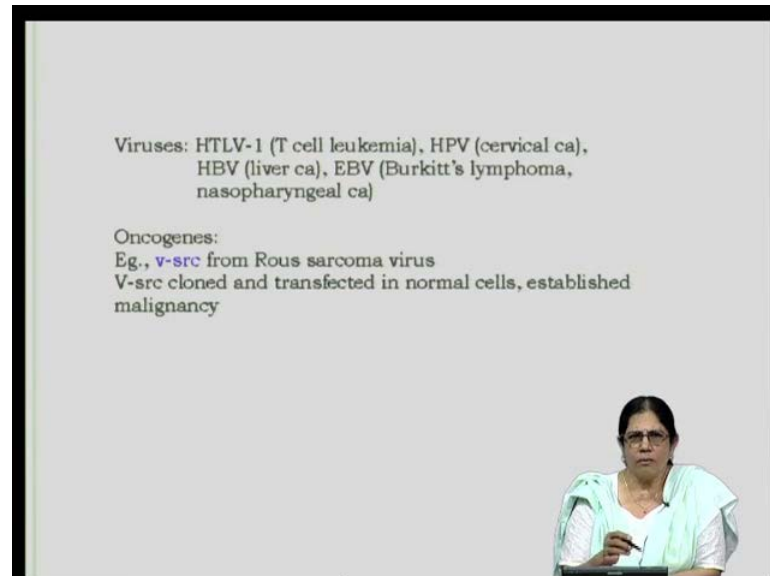 Viruses: HTLV-1 (T cell leukemia), HPV (cervical ca),
HBV (liver ca), EBV (Burkitt's lymphoma,
nasopharyngeal ca)
Oncogenes:
Eg., v-src from Rous sarcoma virus
V-src cloned and transfected in normal cells, established
malignancy